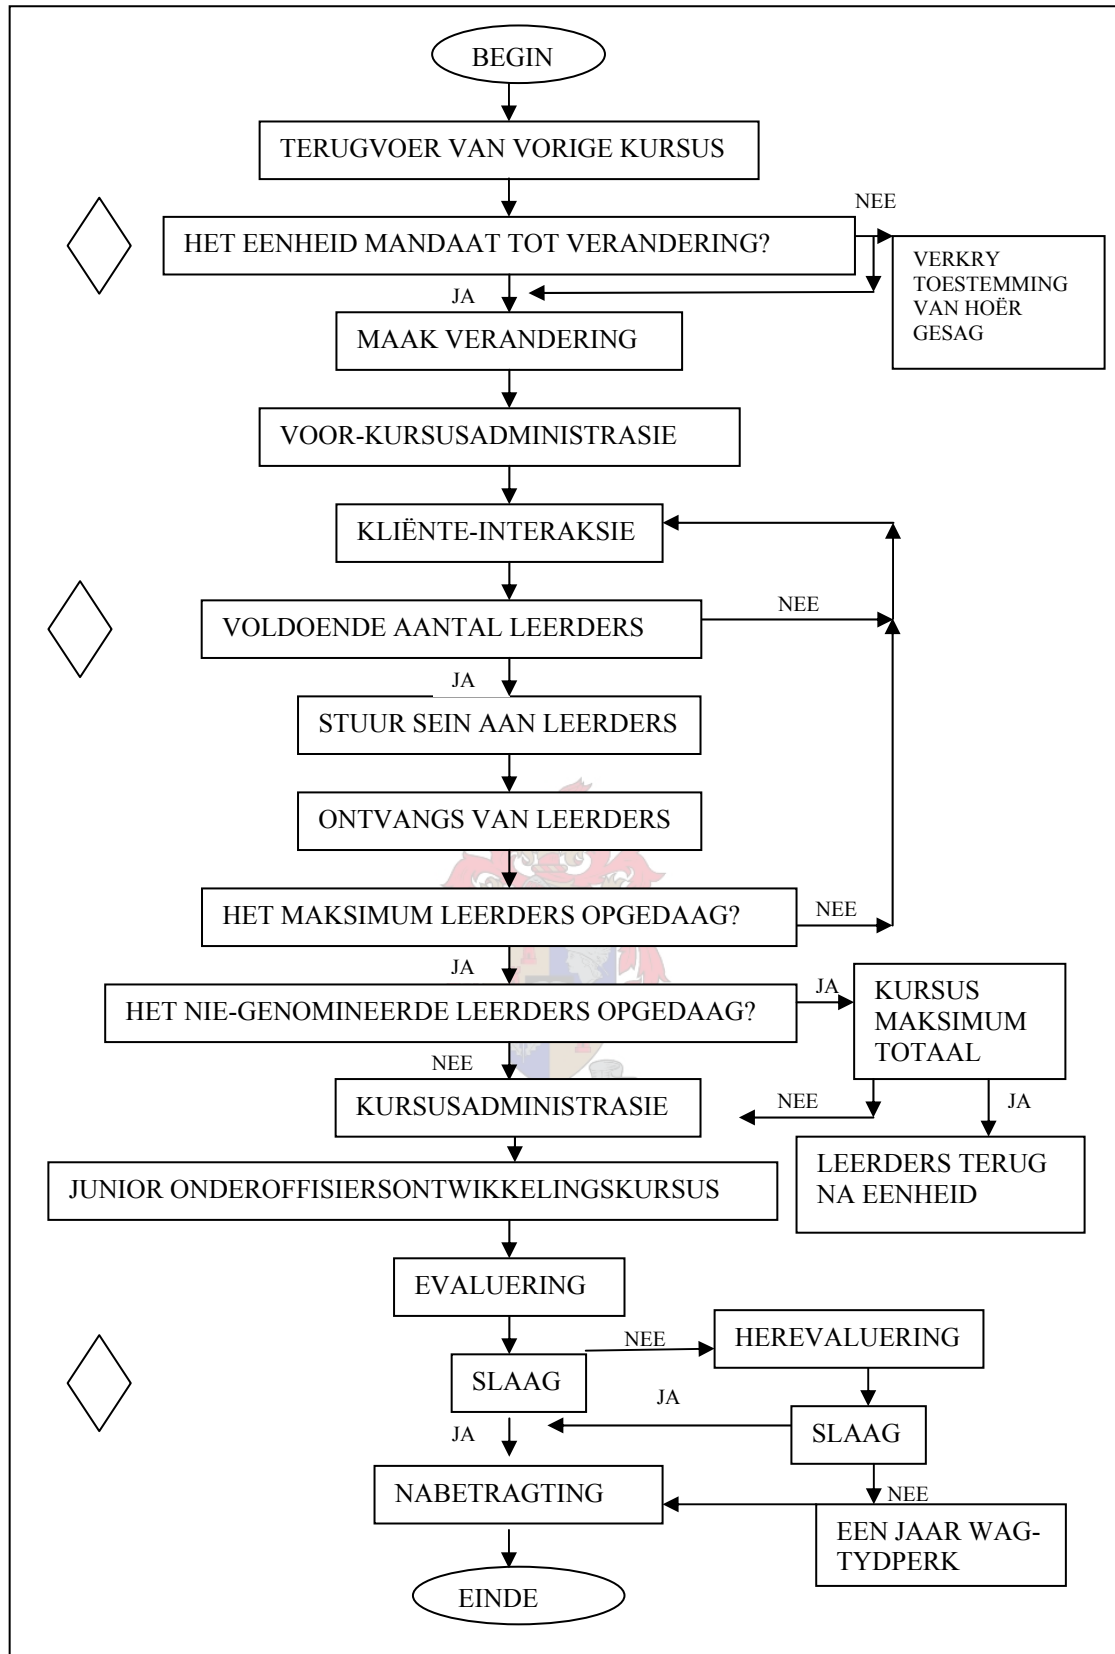 BEGIN
TERUGVOER VAN VORIGE KURSUS
NEE
HET EENHEID MANDAAT TOT VERANDERING?
VERKRY
TOESTEMMING
VAN HOËR
GESAG
JA
MAAK VERANDERING
VOOR-KURSUSADMINISTRASIE
KLIËNTE-INTERAKSIE
VOLDOENDE AANTAL LEERDERS
NEE
JA
STUUR SEIN AAN LEERDERS
ONTVANGS VAN LEERDERS
HET MAKSIMUM LEERDERS OPGEDAAG?
NEE
JA
HET NIE-GENOMINEERDE LEERDERS OPGEDAAG?
JA
KURSUS
MAKSIMUM
TOTAAL
NEE
KURSUSADMINISTRASIE
NEE
JA
LEERDERS TERUG
NA EENHEID
JUNIOR ONDEROFFISIERSONTWIKKELINGSKURSUS
EVALUERING
NEE
HEREVALUERING
SLAAG
JA
JA
SLAAG
NABETRAGTING
NEE
EEN JAAR WAG-
TYDPERK
EINDE